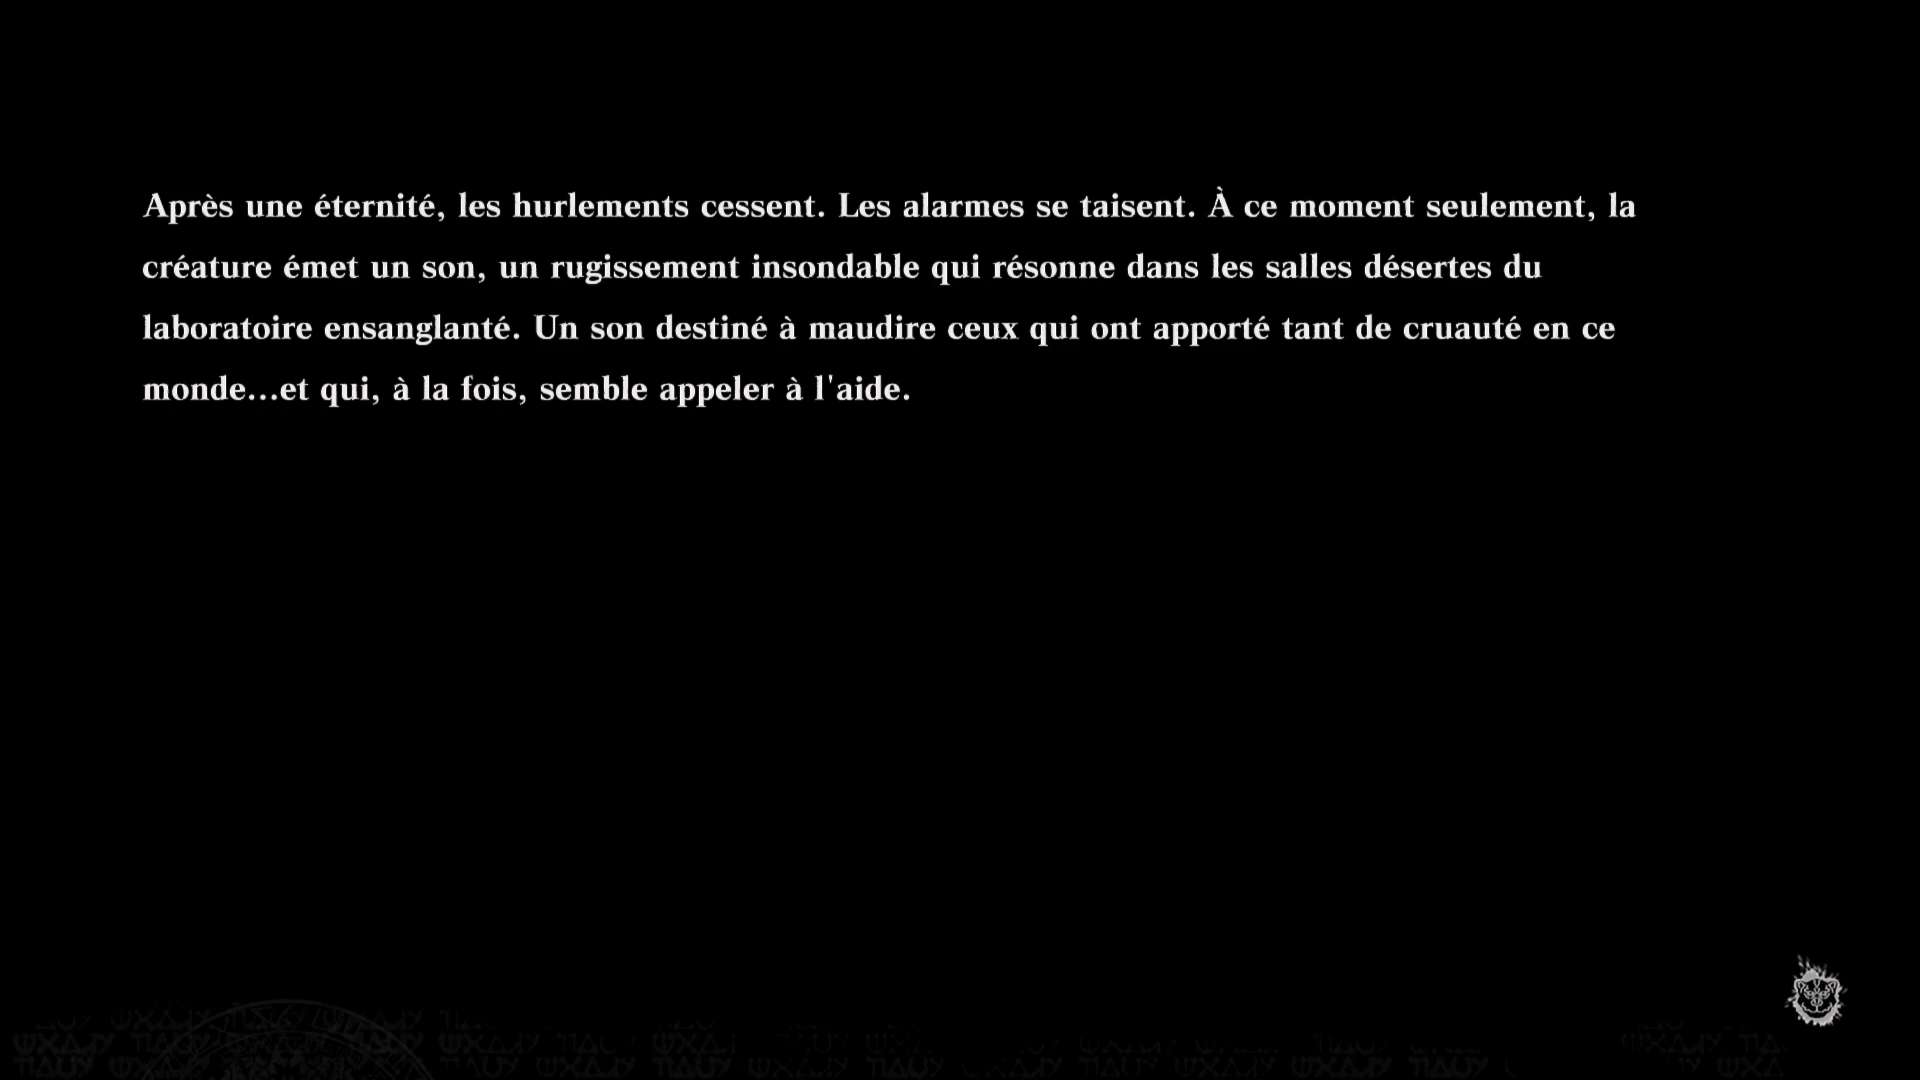 Après une éternité, les hurlements cessent. Les alarmes se taisent. À ce moment seulement, la
créature émet un son, un rugissement insondable qui résonne dans les salles désertes du
laboratoire ensanglanté. Un son destiné à maudire ceux qui ont apporté tant de cruauté en ce
monde...et qui, à la fois, semble appeler à l'aide.